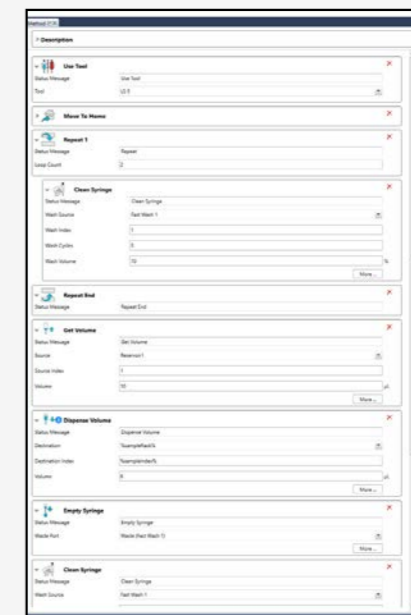 Description
Use Tool
Status Message Use Tool
Tool
Move To Home
Repeat 1
Status Message Repeat
Loop Count 2
Clean Syringe
Status Message Clean Syringe
Wash Source Fast Wash 1
Wash Index 1
Wash Cycles
Wash Volume 70 %
More ...
Repeat End
Status Message Repeat End
Get Volume
Status Message Get Volume
Source Reservoir1
Source Index 1
Volume 10 µL
More ...
Dispense Volume
Status Message Dispense Volume
Destination %sampleRack%
Destination Index %sampleIndex%
Volume µL
More ...
Empty Syringe
Status Message Empty Syringe
Waste Port Waste (Fast Wash 1)
More ...
Clean Syringe
Status Message Clean Syringe
Wash Source Fast Wash 1